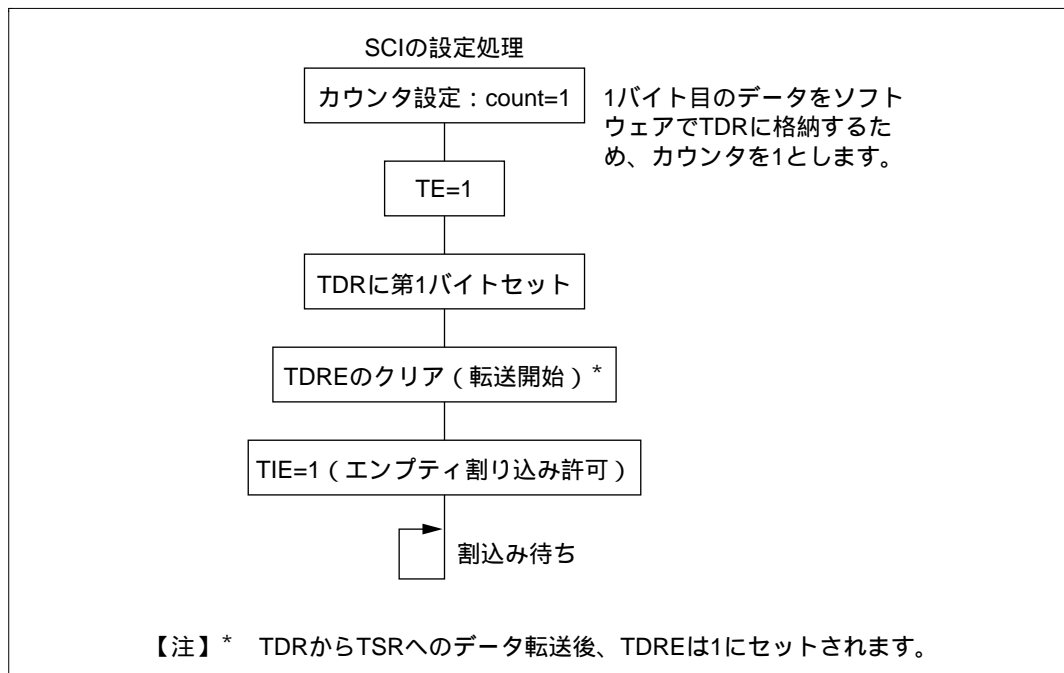 SCIの設定処理
カウンタ設定：count=1
1バイト目のデータをソフト
ウェアでTDRに格納するた
め、カウンタを1とします。
TE=1
TDRに第1バイトセット
TDREのクリア（転送開始）*
TIE=1（エンプティ割り込み許可）
割込み待ち
【注】* TDRからTSRへのデータ転送後、TDREは1にセットされます。